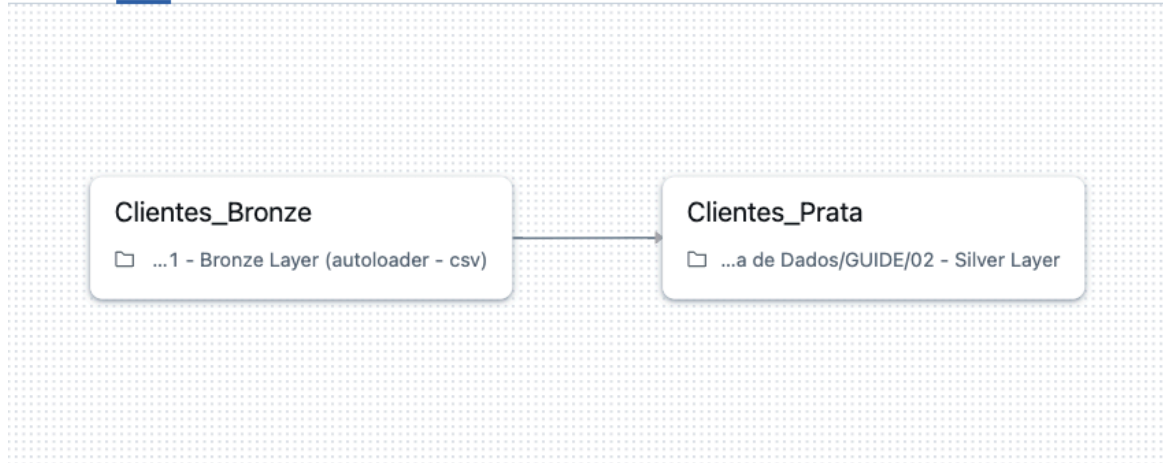 Clientes_Bronze
...1 - Bronze Layer (autoloader - csv)
Clientes_Prata
...a de Dados/GUIDE/02 - Silver Layer